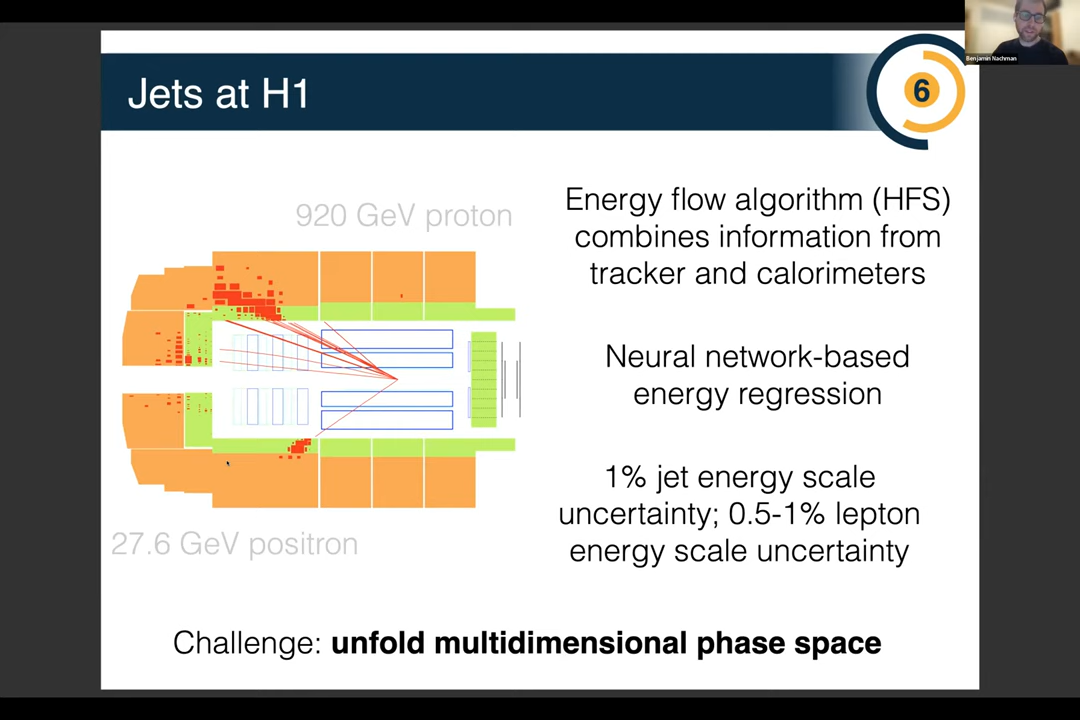 Benjamin Nachman
Jets at H1
6
920 GeV proton
27.6 GeV positron
Energy flow algorithm (HFS)
combines information from
tracker and calorimeters
Neural network-based
energy regression
1% jet energy scale
uncertainty; 0.5-1% lepton
energy scale uncertainty
Challenge: unfold multidimensional phase space